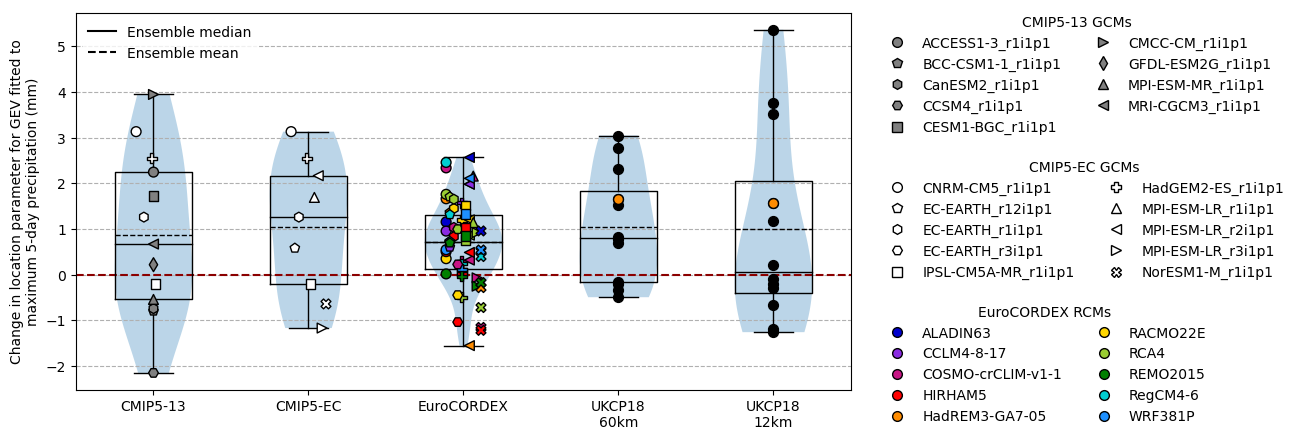 Change in location parameter for GEV fitted to
maximum 5-day precipitation (mm)
5
4
3
2
1
0
−1
−2
Ensemble median
Ensemble mean
CMIP5-13
CMIP5-EC
EuroCORDEX
UKCP18
60km
UKCP18
12km
CMIP5-13 GCMs
ACCESS1-3_r1i1p1
BCC-CSM1-1_r1i1p1
CanESM2_r1i1p1
CCSM4_r1i1p1
CESM1-BGC_r1i1p1
CMCC-CM_r1i1p1
GFDL-ESM2G_r1i1p1
MPI-ESM-MR_r1i1p1
MRI-CGCM3_r1i1p1
CMIP5-EC GCMs
CNRM-CM5_r1i1p1
EC-EARTH_r12i1p1
EC-EARTH_r1i1p1
EC-EARTH_r3i1p1
IPSL-CM5A-MR_r1i1p1
HadGEM2-ES_r1i1p1
MPI-ESM-LR_r1i1p1
MPI-ESM-LR_r2i1p1
MPI-ESM-LR_r3i1p1
NorESM1-M_r1i1p1
EuroCORDEX RCMs
ALADIN63
CCLM4-8-17
COSMO-crCLIM-v1-1
HIRHAM5
HadREM3-GA7-05
RACMO22E
RCA4
REMO2015
RegCM4-6
WRF381P